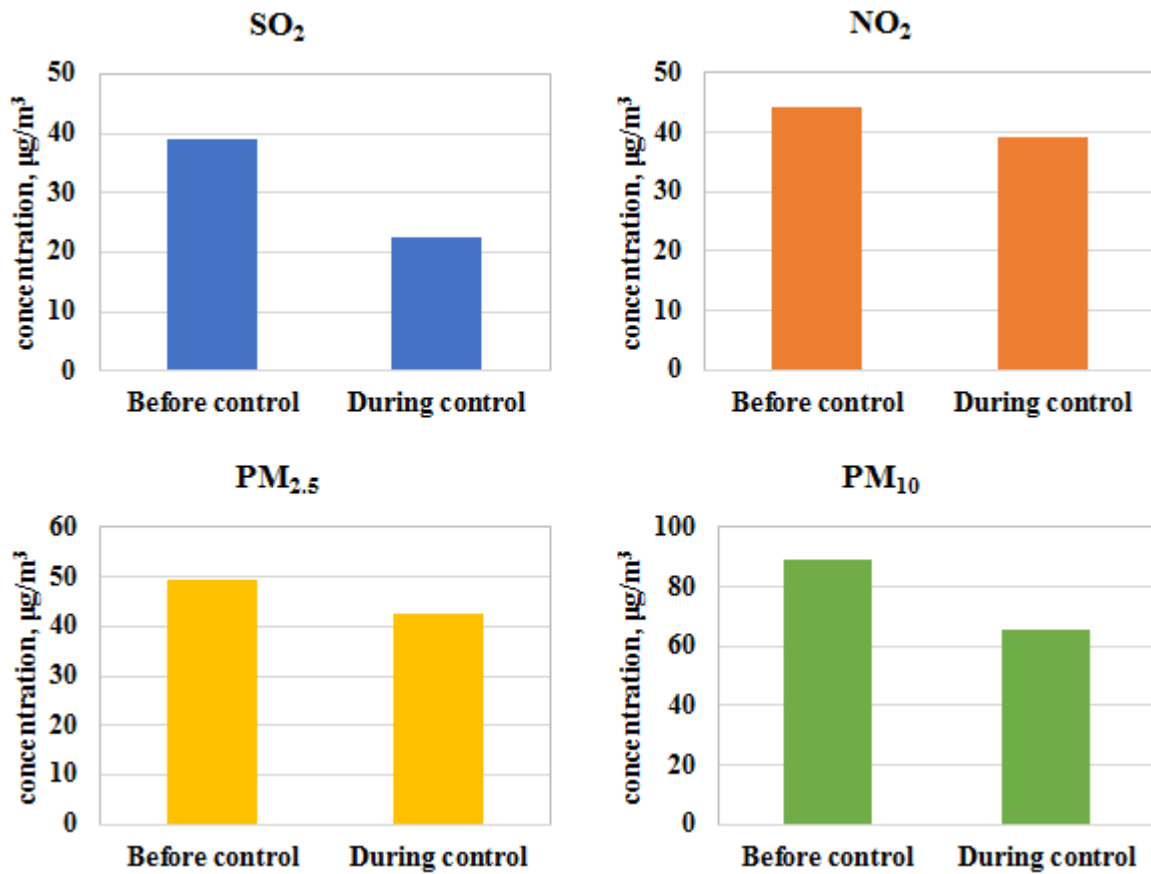 SO₂
concentration, µg/m³
50
40
30
20
10
0
Before control
During control
NO₂
concentration, µg/m³
50
40
30
20
10
0
Before control
During control
PM₂.₅
concentration, µg/m³
60
50
40
30
20
10
0
Before control
During control
PM₁₀
concentration, µg/m³
100
80
60
40
20
0
Before control
During control